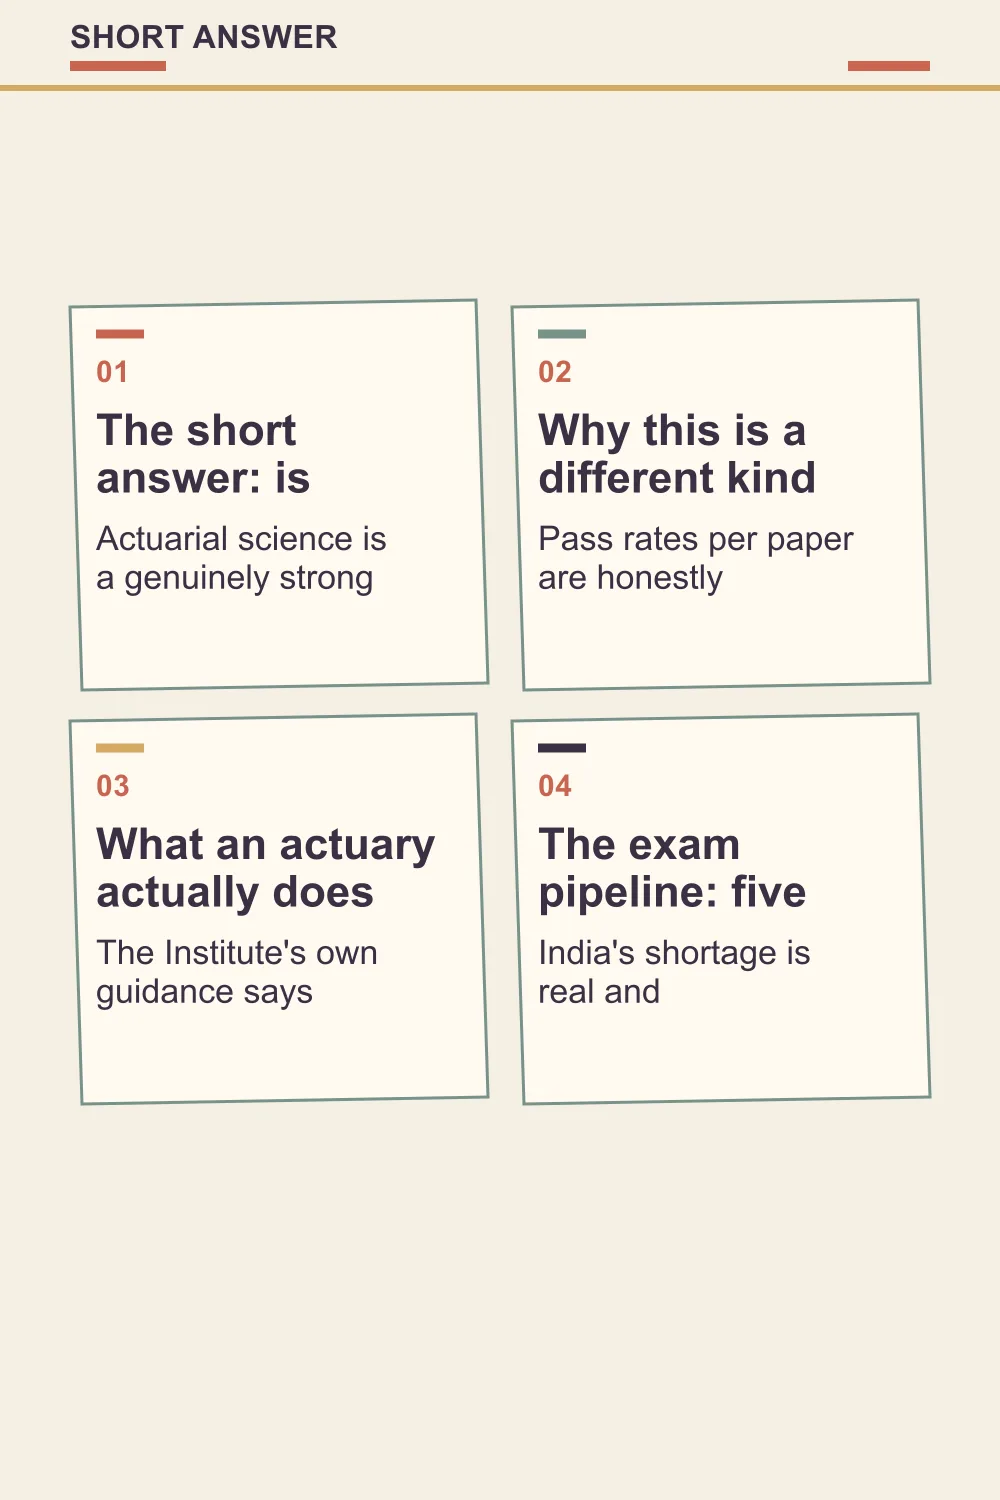 SHORT ANSWER
01
The short
answer: is
Actuarial science is
a genuinely strong
02
Why this is a
different kind
Pass rates per paper
are honestly
03
What an actuary
actually does
The Institute's own
guidance says
04
The exam
pipeline: five
India's shortage is
real and